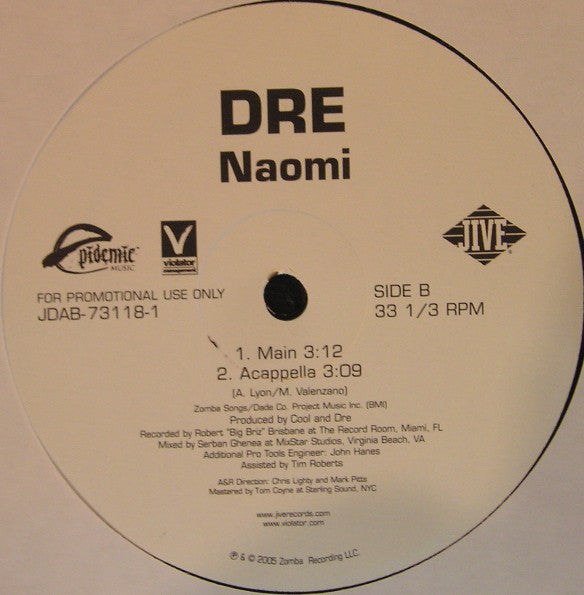 DRE
Naomi
Epidemic
MUSIC
V
violator
management
JIVE
FOR PROMOTIONAL USE ONLY
JDAB-73118-1
SIDE B
33 1/3 RPM
1. Main 3:12
2. Acappella 3:09
(A. Lyon/M. Valenzano)
Zomba Songs/Dade Co. Project Music Inc. (BMI)
Produced by Cool and Dre
Recorded by Robert "Big Briz" Brisbane at The Record Room, Miami, FL
Mixed by Serban Ghenea at MixStar Studios, Virginia Beach, VA
Additional Pro Tools Engineer: John Hanes
Assisted by Tim Roberts
A&R Direction: Chris Lighty and Mark Pitts
Mastered by Tom Coyne at Sterling Sound, NYC
www.jiverecords.com
www.violator.com
℗ & © 2005 Zomba Recording LLC.